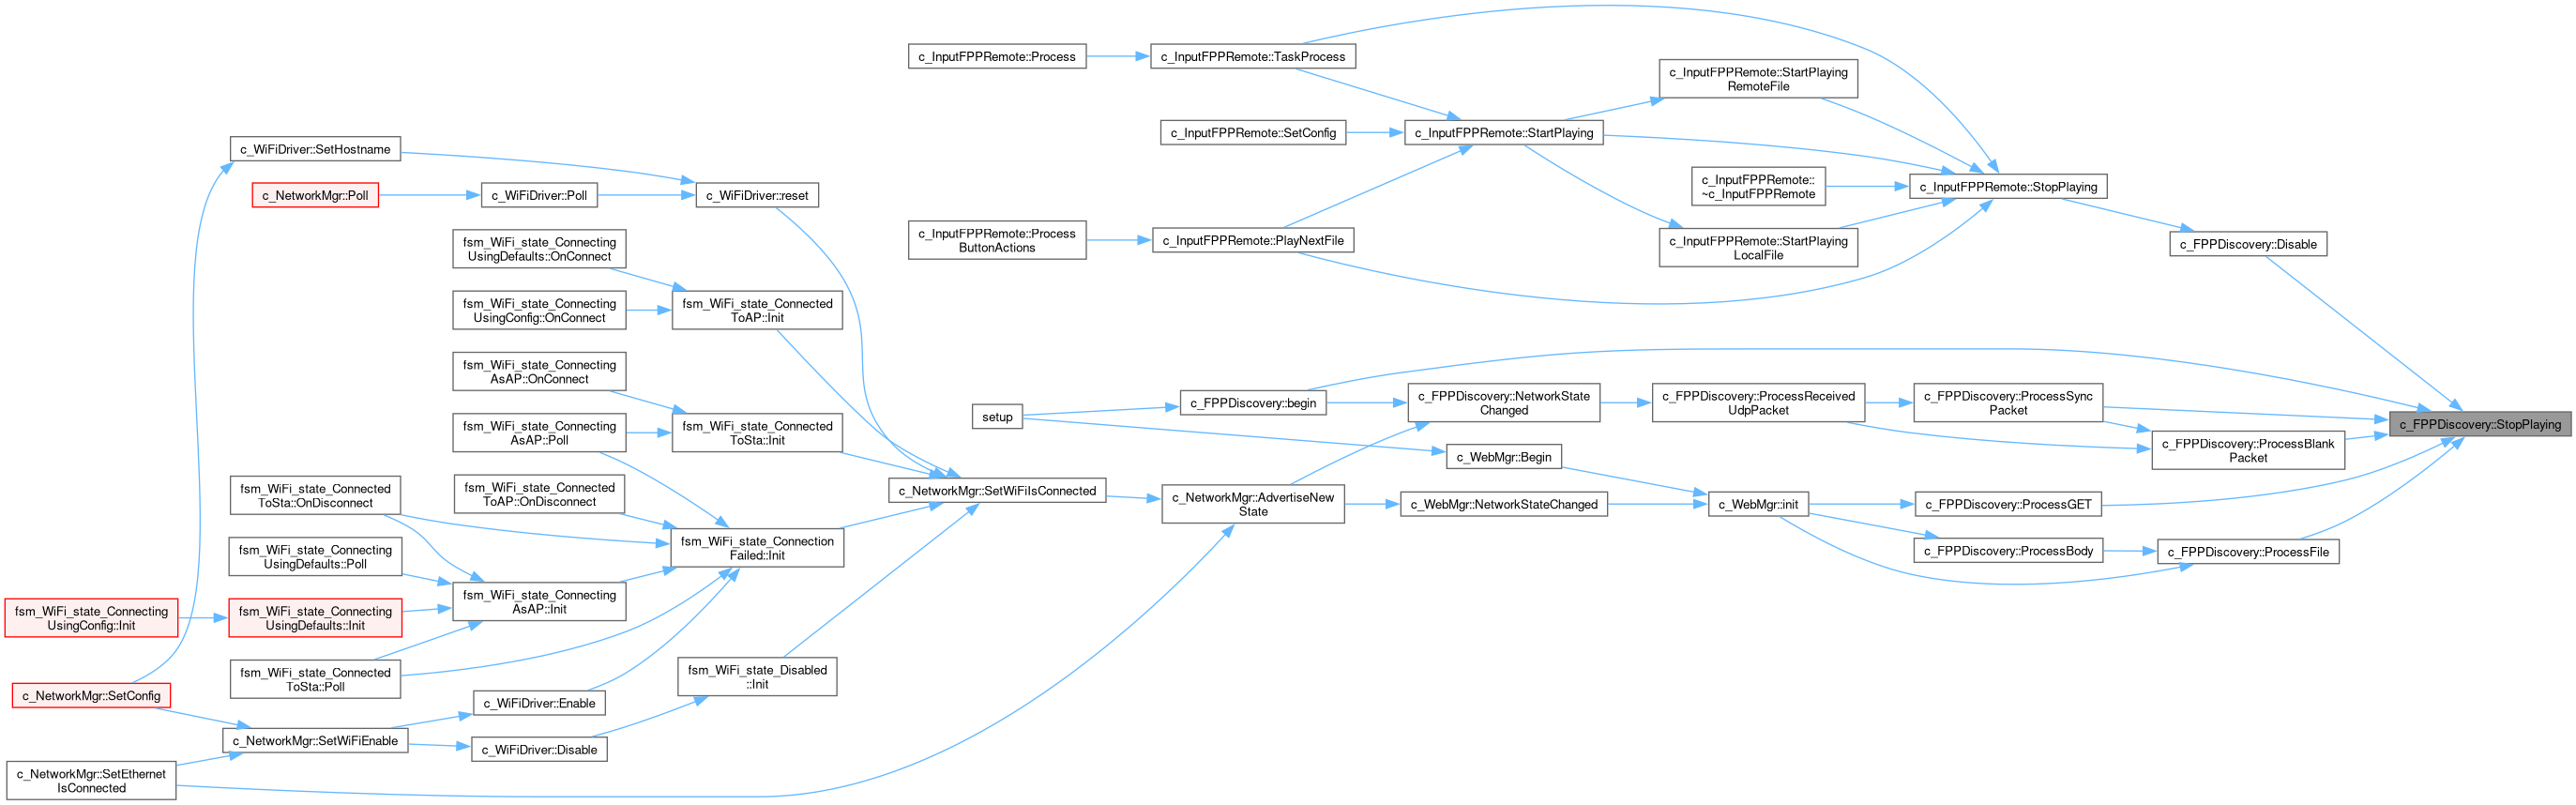 c_InputFPPRemote::Process
c_InputFPPRemote::TaskProcess
c_InputFPPRemote::StartPlaying
RemoteFile
c_InputFPPRemote::SetConfig
c_InputFPPRemote::StartPlaying
c_WiFiDriver::SetHostname
c_NetworkMgr::Poll
c_WiFiDriver::Poll
c_WiFiDriver::reset
c_InputFPPRemote::
~c_InputFPPRemote
c_InputFPPRemote::StopPlaying
fsm_WiFi_state_Connecting
UsingDefaults::OnConnect
c_InputFPPRemote::Process
ButtonActions
c_InputFPPRemote::PlayNextFile
c_InputFPPRemote::StartPlaying
LocalFile
c_FPPDiscovery::Disable
fsm_WiFi_state_Connecting
UsingConfig::OnConnect
fsm_WiFi_state_Connected
ToAP::Init
fsm_WiFi_state_Connecting
AsAP::OnConnect
setup
c_FPPDiscovery::begin
c_FPPDiscovery::NetworkState
Changed
c_FPPDiscovery::ProcessReceived
UdpPacket
c_FPPDiscovery::ProcessSync
Packet
c_FPPDiscovery::StopPlaying
fsm_WiFi_state_Connecting
AsAP::Poll
fsm_WiFi_state_Connected
ToSta::Init
c_WebMgr::Begin
c_FPPDiscovery::ProcessBlank
Packet
fsm_WiFi_state_Connected
ToSta::OnDisconnect
fsm_WiFi_state_Connected
ToAP::OnDisconnect
c_NetworkMgr::SetWiFiIsConnected
c_NetworkMgr::AdvertiseNew
State
c_WebMgr::NetworkStateChanged
c_WebMgr::init
c_FPPDiscovery::ProcessGET
fsm_WiFi_state_Connecting
UsingDefaults::Poll
fsm_WiFi_state_Connection
Failed::Init
c_FPPDiscovery::ProcessBody
c_FPPDiscovery::ProcessFile
fsm_WiFi_state_Connecting
UsingConfig::Init
fsm_WiFi_state_Connecting
UsingDefaults::Init
fsm_WiFi_state_Connecting
AsAP::Init
c_NetworkMgr::SetConfig
fsm_WiFi_state_Connected
ToSta::Poll
fsm_WiFi_state_Disabled
::Init
c_WiFiDriver::Enable
c_NetworkMgr::SetWiFiEnable
c_WiFiDriver::Disable
c_NetworkMgr::SetEthernet
IsConnected